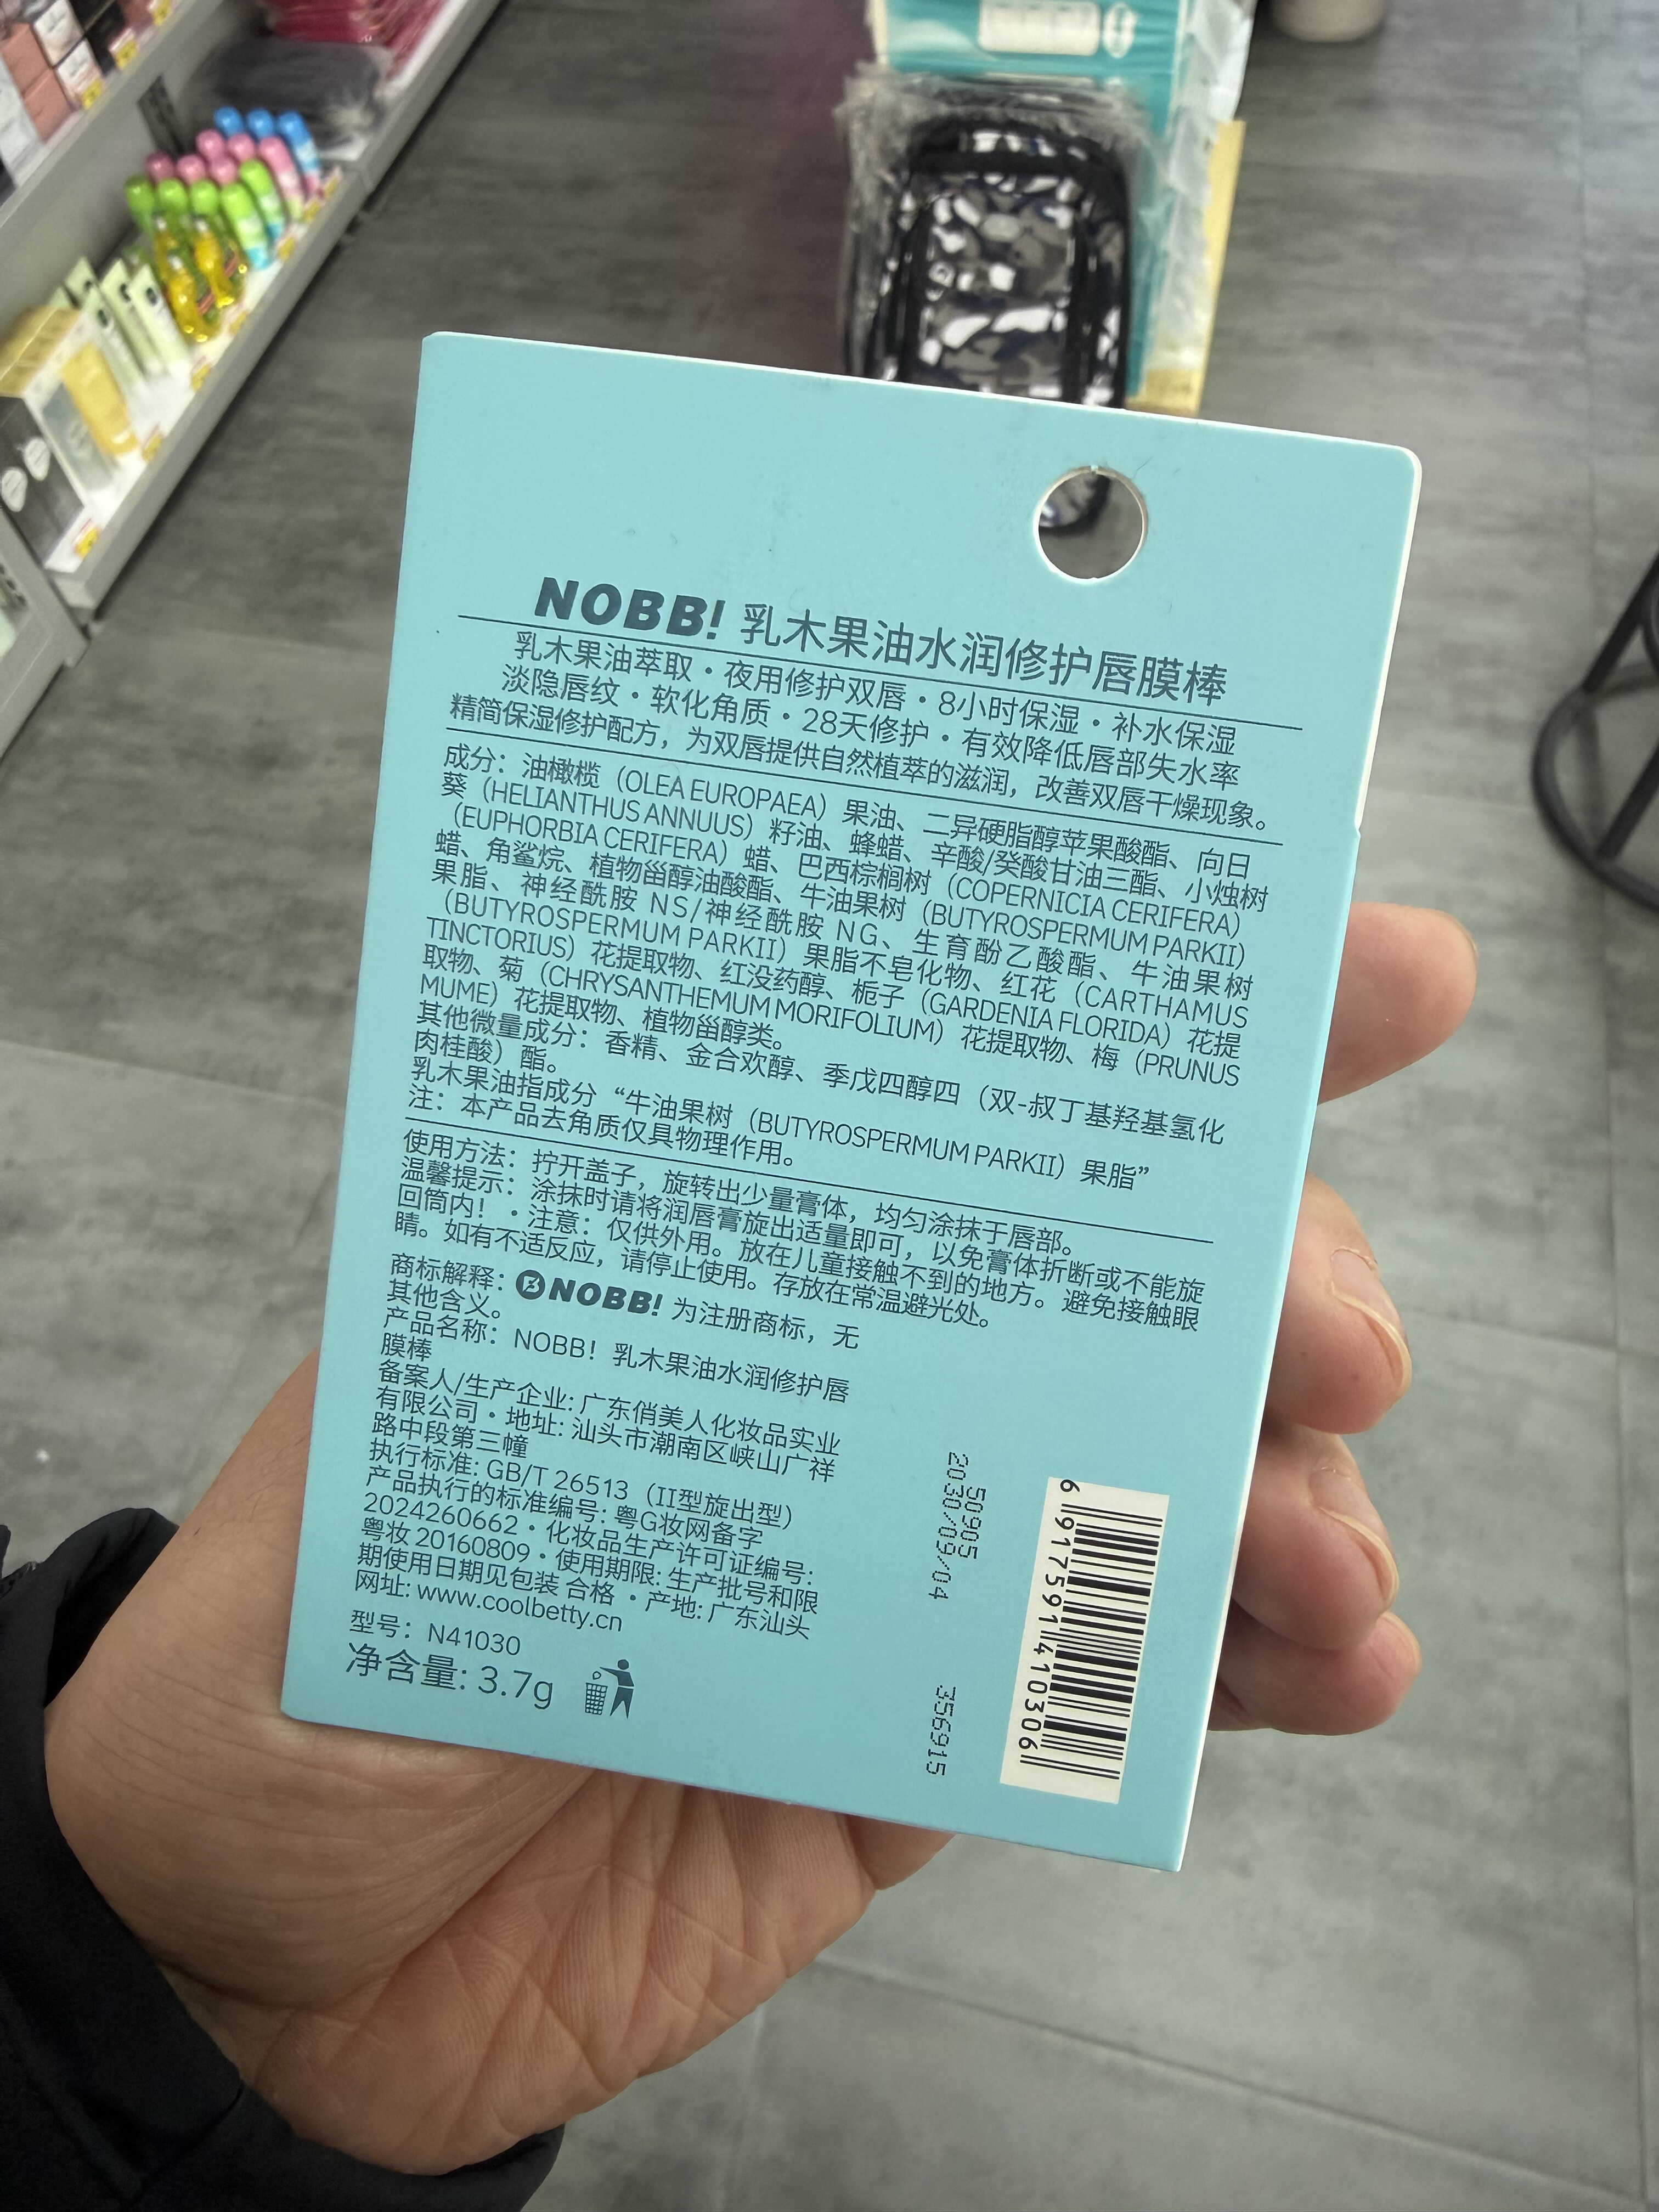 NOBB! 乳木果油水润修护唇膜棒
乳木果油萃取·夜用修护双唇·8小时保湿·补水保湿
淡隐唇纹·软化角质·28天修护·有效降低唇部失水率
精简保湿修护配方，为双唇提供自然植萃的滋润，改善双唇干燥现象。
成分：油橄榄（OLEA EUROPAEA）果油、二异硬脂醇苹果酸酯、向日
葵（HELIANTHUS ANNUUS）籽油、蜂蜡、辛酸/癸酸甘油三酯、小烛树
（EUPHORBIA CERIFERA）蜡、巴西棕榈树（COPERNICIA CERIFERA）
蜡、角鲨烷、植物甾醇油酸酯、牛油果树（BUTYROSPERMUM PARKII）
果脂、神经酰胺 NS/神经酰胺 NG、生育酚乙酸酯、牛油果树
（BUTYROSPERMUM PARKII）果脂不皂化物、红花（CARTHAMUS
TINCTORIUS）花提取物、红没药醇、栀子（GARDENIA FLORIDA）花提
取物、菊（CHRYSANTHEMUM MORIFOLIUM）花提取物、梅（PRUNUS
MUME）花提取物、植物甾醇类。
其他微量成分：香精、金合欢醇、季戊四醇四（双-叔丁基羟基氢化
肉桂酸）酯。
乳木果油指成分“牛油果树（BUTYROSPERMUM PARKII）果脂”
注：本产品去角质仅具物理作用。
使用方法：拧开盖子，旋转出少量膏体，均匀涂抹于唇部。
温馨提示：涂抹时请将润唇膏旋出适量即可，以免膏体折断或不能旋
回筒内！·注意：仅供外用。放在儿童接触不到的地方。避免接触眼
睛。如有不适反应，请停止使用。存放在常温避光处。
商标解释：NOBB! 为注册商标，无
其他含义。
产品名称：NOBB！乳木果油水润修护唇
膜棒
备案人/生产企业: 广东俏美人化妆品实业
有限公司·地址: 汕头市潮南区峡山广祥
路中段第三幢
执行标准: GB/T 26513（II型旋出型）
产品执行的标准编号: 粤G妆网备字
2024260662·化妆品生产许可证编号:
粤妆 20160809·使用期限: 生产批号和限
期使用日期见包装 合格 · 产地: 广东汕头
网址: www.coolbetty.cn
型号：N41030
净含量: 3.7g
50905
2030/09/04
356915
6 917591 410306